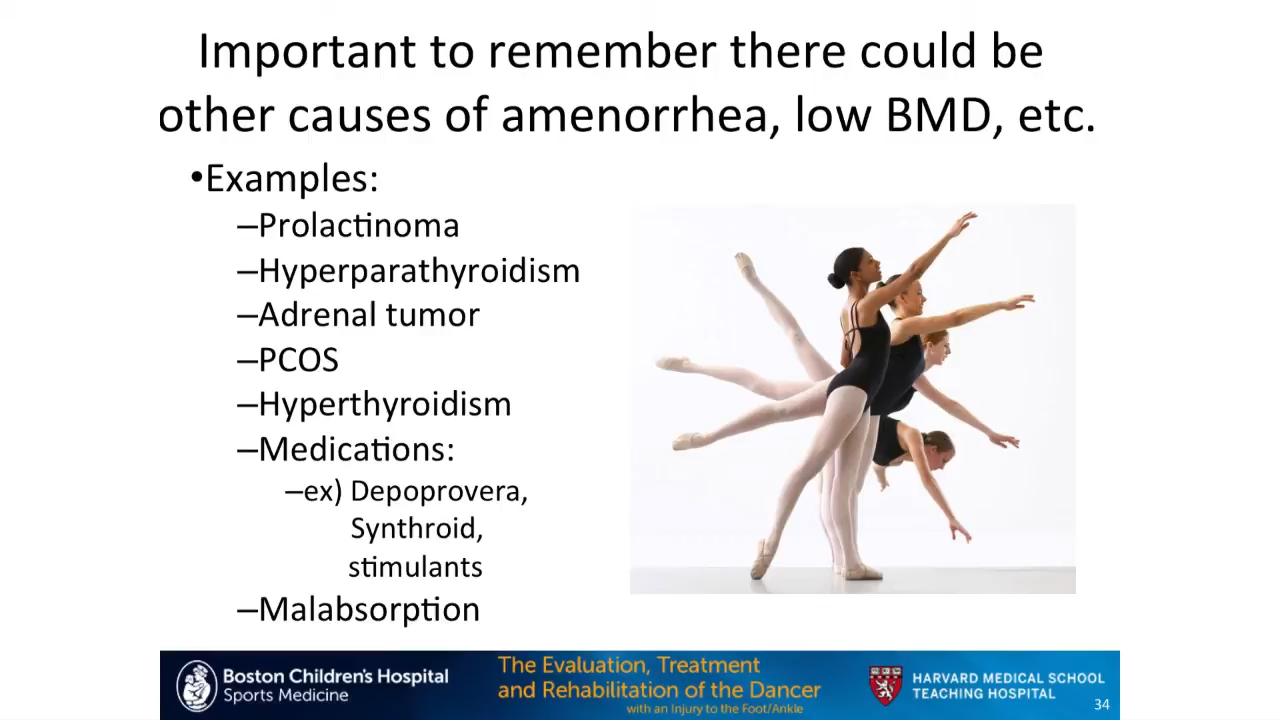 Important to remember there could be
other causes of amenorrhea, low BMD, etc.
•Examples:
–Prolactinoma
–Hyperparathyroidism
–Adrenal tumor
–PCOS
–Hyperthyroidism
–Medications:
–ex) Depoprovera,
Synthroid,
stimulants
–Malabsorption
Boston Children's Hospital
Sports Medicine
The Evaluation, Treatment
and Rehabilitation of the Dancer
with an Injury to the Foot/Ankle
HARVARD MEDICAL SCHOOL
TEACHING HOSPITAL
34